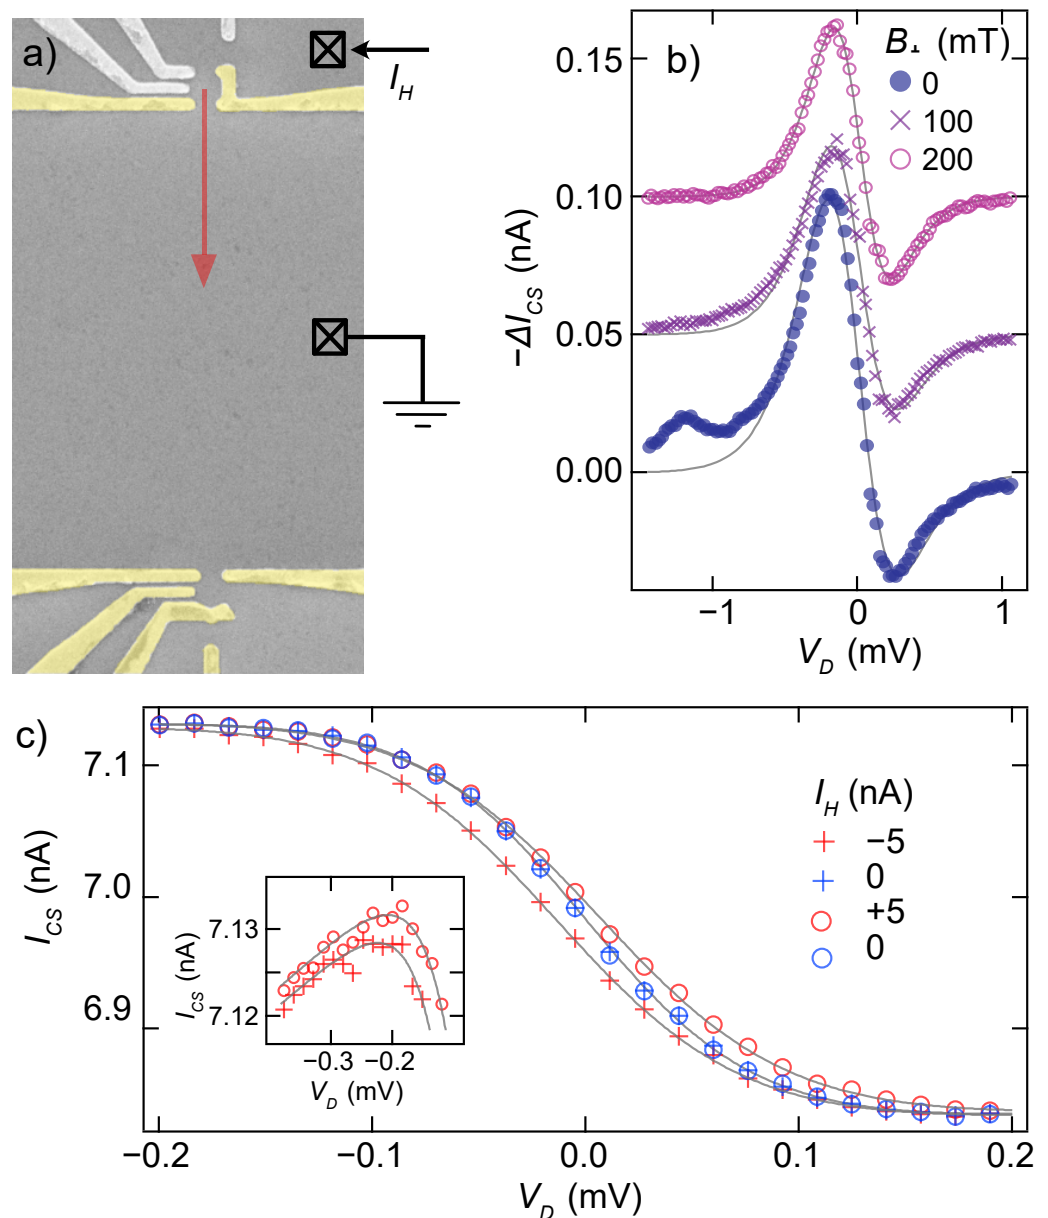 a)
I_H
b)
B⊥ (mT)
0
100
200
0.15
0.10
0.05
0.00
−ΔI_CS (nA)
−1
0
1
V_D (mV)
c)
7.1
7.0
6.9
I_CS (nA)
I_H (nA)
−5
0
+5
0
7.13
7.12
I_CS (nA)
−0.3
−0.2
V_D (mV)
−0.2
−0.1
0.0
0.1
0.2
V_D (mV)